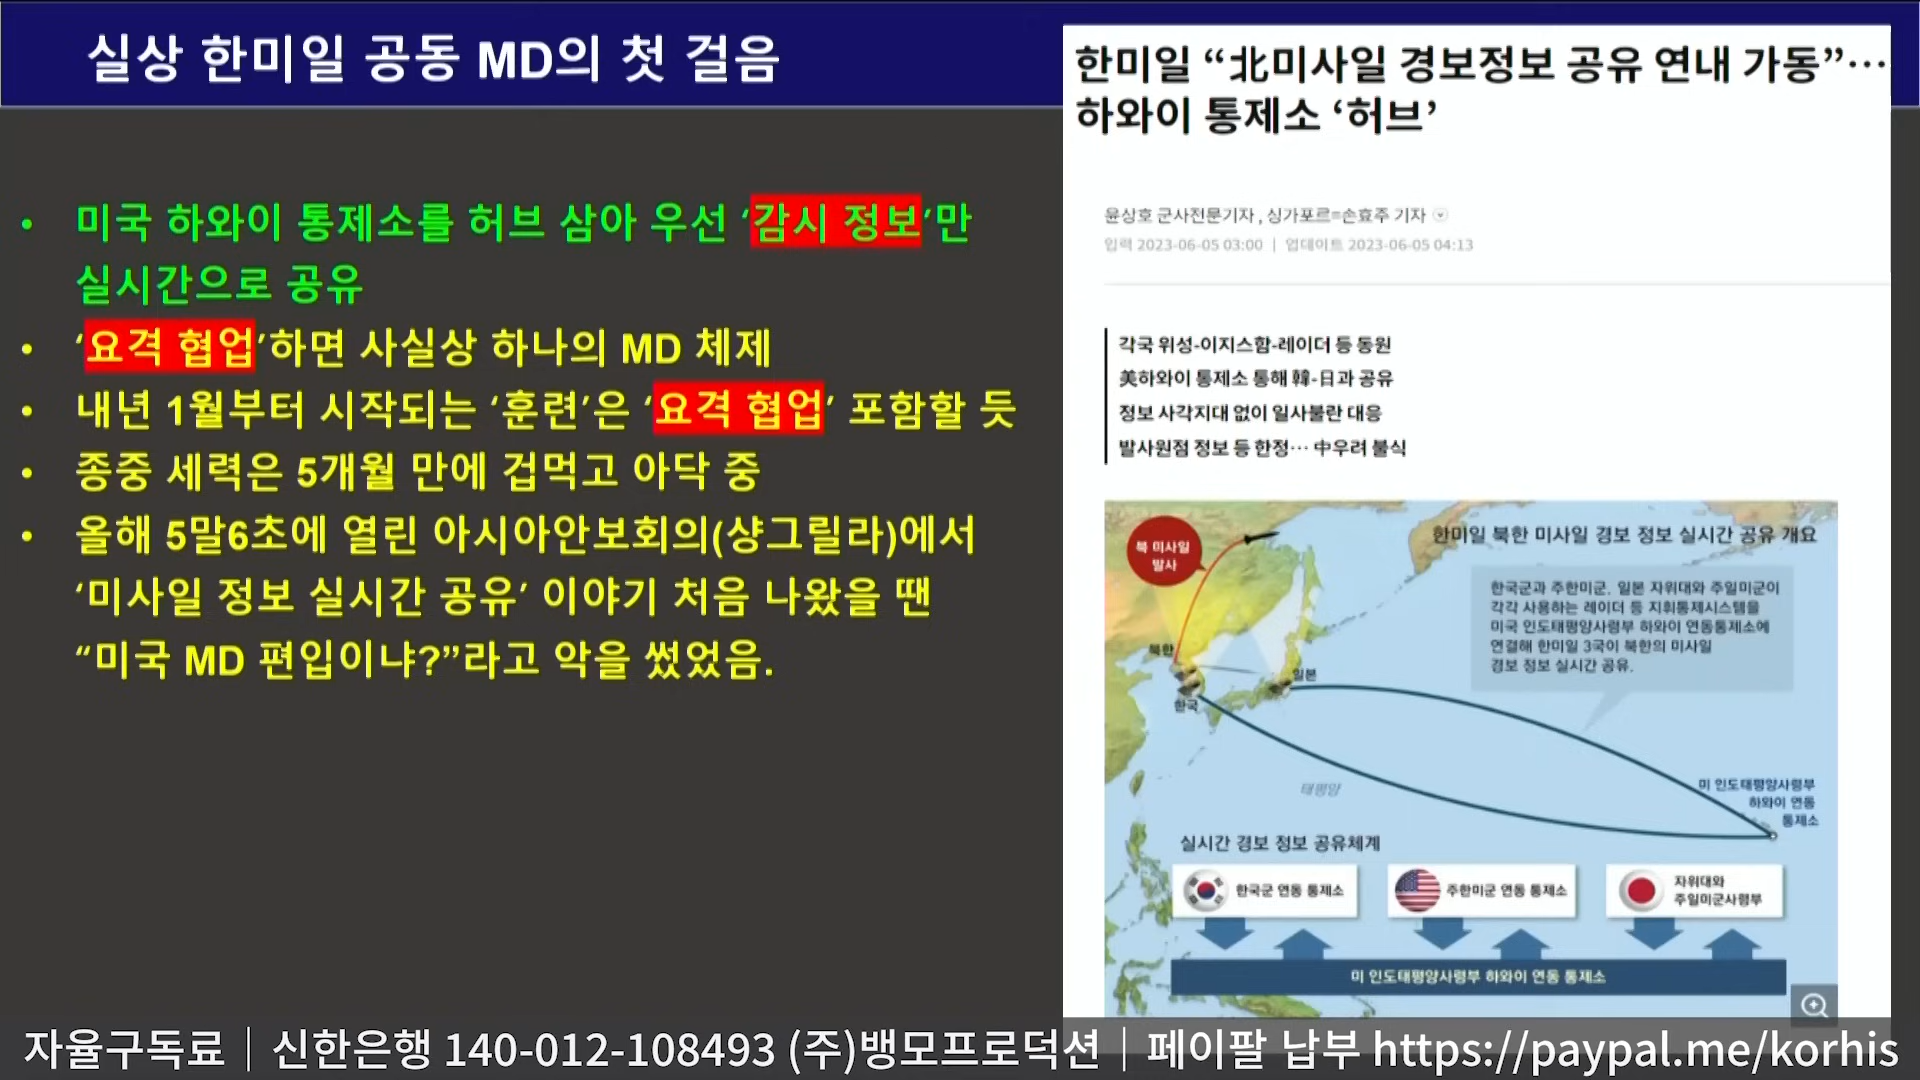 실상 한미일 공동 MD의 첫 걸음
• 미국 하와이 통제소를 허브 삼아 우선 ‘감시 정보’만
실시간으로 공유
• ‘요격 협업’하면 사실상 하나의 MD 체제
• 내년 1월부터 시작되는 ‘훈련’은 ‘요격 협업’ 포함할 듯
• 종중 세력은 5개월 만에 겁먹고 아닥 중
• 올해 5말6초에 열린 아시아안보회의(샹그릴라)에서
‘미사일 정보 실시간 공유’ 이야기 처음 나왔을 땐
“미국 MD 편입이냐?”라고 악을 썼었음.
한미일 “北미사일 경보정보 공유 연내 가동”…
하와이 통제소 ‘허브’
윤상호 군사전문기자, 싱가포르=손효주 기자
입력 2023-06-05 03:00 | 업데이트 2023-06-05 04:13
각국 위성-이지스함-레이더 등 동원
美하와이 통제소 통해 韓-日과 공유
정보 사각지대 없이 일사불란 대응
발사원점 정보 등 한정… 中우려 불식
한미일 북한 미사일 경보 정보 실시간 공유 개요
북 미사일
발사
한국군과 주한미군. 일본 자위대와 주일미군이
각각 사용하는 레이더 등 지휘통제시스템을
미국 인도태평양사령부 하와이 연동통제소에
연결해 한미일 3국이 북한의 미사일
경보 정보 실시간 공유.
북한
일본
한국
태평양
미 인도태평양사령부
하와이 연동
통제소
실시간 경보 정보 공유체계
한국군 연동 통제소
주한미군 연동 통제소
자위대와
주일미군사령부
미 인도태평양사령부 하와이 연동 통제소
자율구독료｜신한은행 140-012-108493 (주)뱅모프로덕션｜페이팔 납부 https://paypal.me/korhis